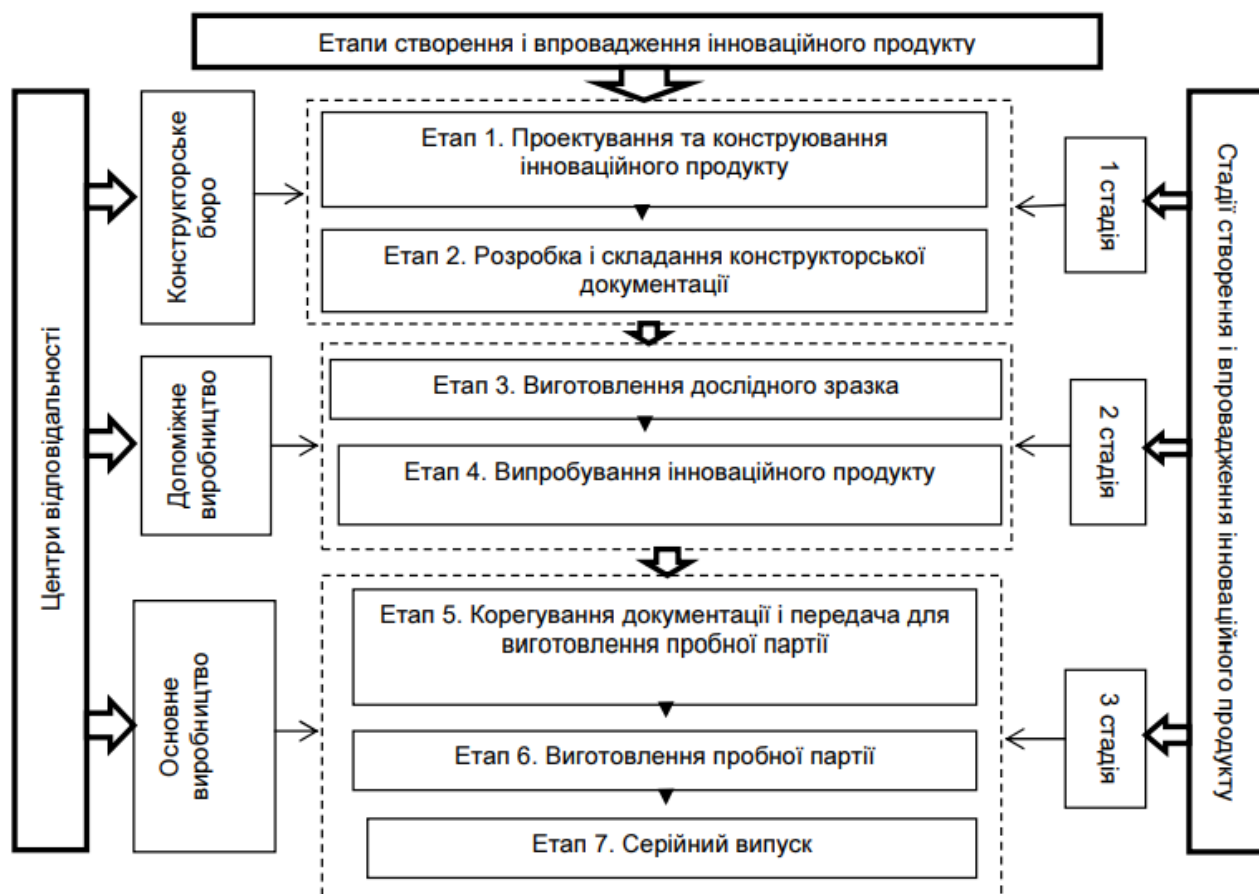 Етапи створення і впровадження інноваційного продукту
Центри відповідальності
Конструкторське
бюро
Етап 1. Проектування та конструювання
інноваційного продукту
Етап 2. Розробка і складання конструкторської
документації
1 стадія
Стадії створення і впровадження інноваційного продукту
Допоміжне
виробництво
Етап 3. Виготовлення дослідного зразка
Етап 4. Випробування інноваційного продукту
2 стадія
Основне
виробництво
Етап 5. Корегування документації і передача для
виготовлення пробної партії
Етап 6. Виготовлення пробної партії
Етап 7. Серійний випуск
3 стадія